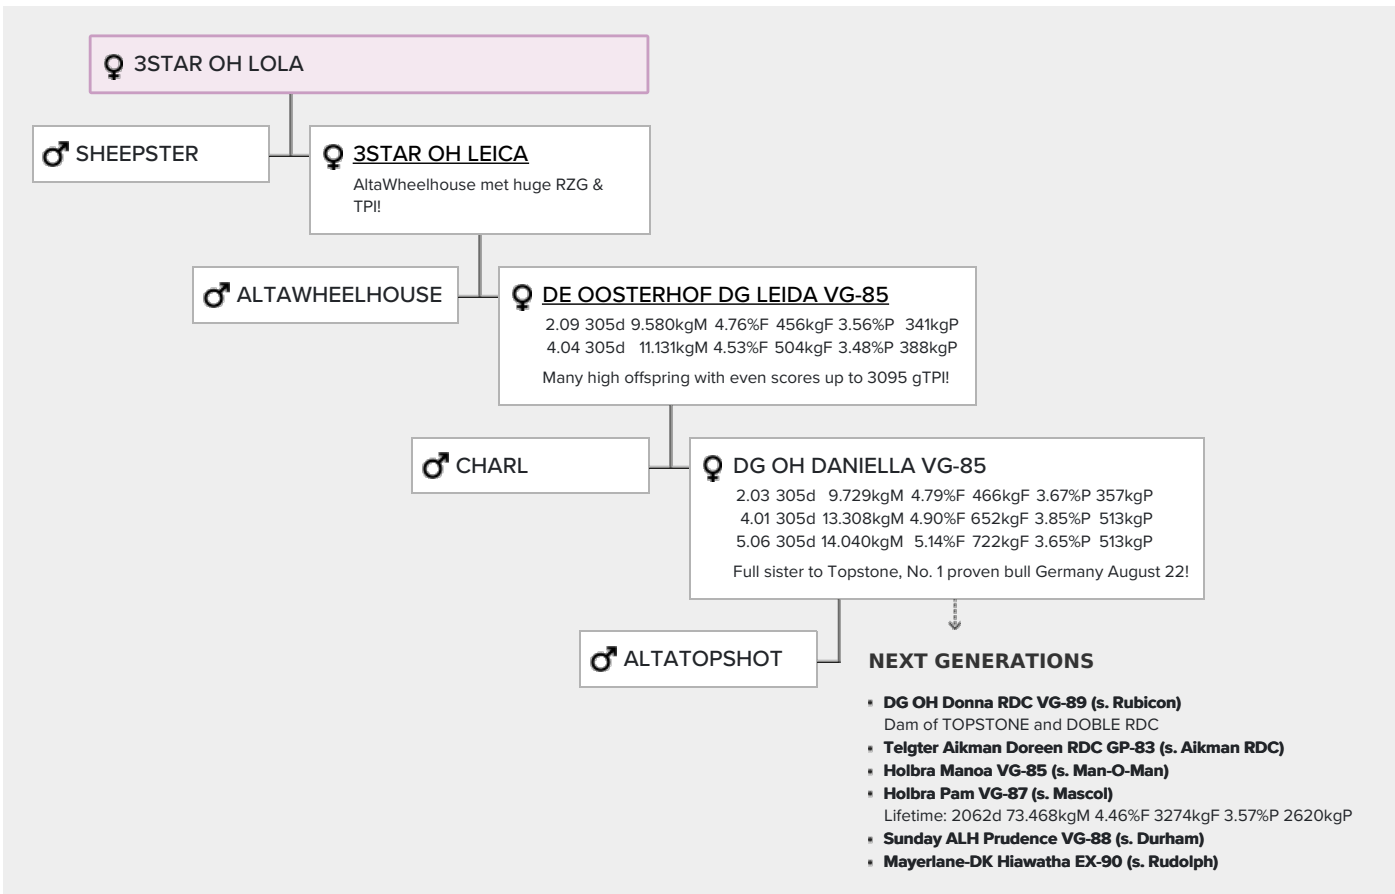 3STAR OH LOLA
SHEEPSTER
3STAR OH LEICA
AltaWheelhouse met huge RZG &
TPI!
ALTAWHEELHOUSE
DE OOSTERHOF DG LEIDA VG-85
2.09 305d 9.580kgM 4.76%F 456kgF 3.56%P 341kgP
4.04 305d 11.131kgM 4.53%F 504kgF 3.48%P 388kgP
Many high offspring with even scores up to 3095 gTPI!
CHARL
DG OH DANIELLA VG-85
2.03 305d 9.729kgM 4.79%F 466kgF 3.67%P 357kgP
4.01 305d 13.308kgM 4.90%F 652kgF 3.85%P 513kgP
5.06 305d 14.040kgM 5.14%F 722kgF 3.65%P 513kgP
Full sister to Topstone, No. 1 proven bull Germany August 22!
ALTATOPSHOT
NEXT GENERATIONS
▪ DG OH Donna RDC VG-89 (s. Rubicon)
Dam of TOPSTONE and DOBLE RDC
▪ Telgter Aikman Doreen RDC GP-83 (s. Aikman RDC)
▪ Holbra Manoa VG-85 (s. Man-O-Man)
▪ Holbra Pam VG-87 (s. Mascol)
Lifetime: 2062d 73.468kgM 4.46%F 3274kgF 3.57%P 2620kgP
▪ Sunday ALH Prudence VG-88 (s. Durham)
▪ Mayerlane-DK Hiawatha EX-90 (s. Rudolph)